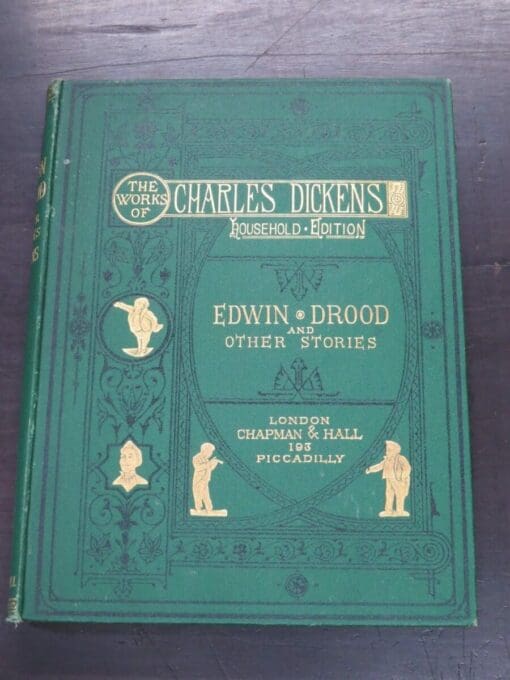 THE
WORKS
OF
CHARLES DICKENS
HOUSEHOLD · EDITION
EDWIN DROOD
AND
OTHER STORIES
LONDON
CHAPMAN & HALL
193
PICCADILLY